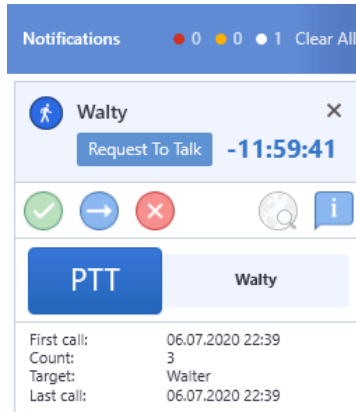 Notifications 0 0 1 Clear All
Walty ×
Request To Talk -11:59:41
i
PTT Walty
First call: 06.07.2020 22:39
Count: 3
Target: Walter
Last call: 06.07.2020 22:39